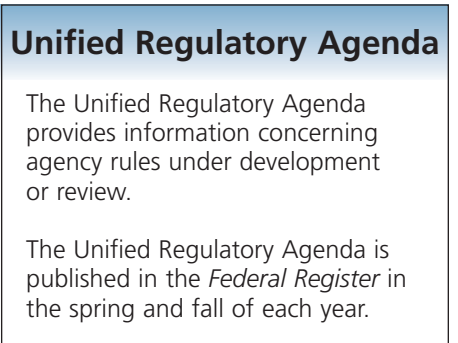 Unified Regulatory Agenda
The Unified Regulatory Agenda
provides information concerning
agency rules under development
or review.
The Unified Regulatory Agenda is
published in the Federal Register in
the spring and fall of each year.